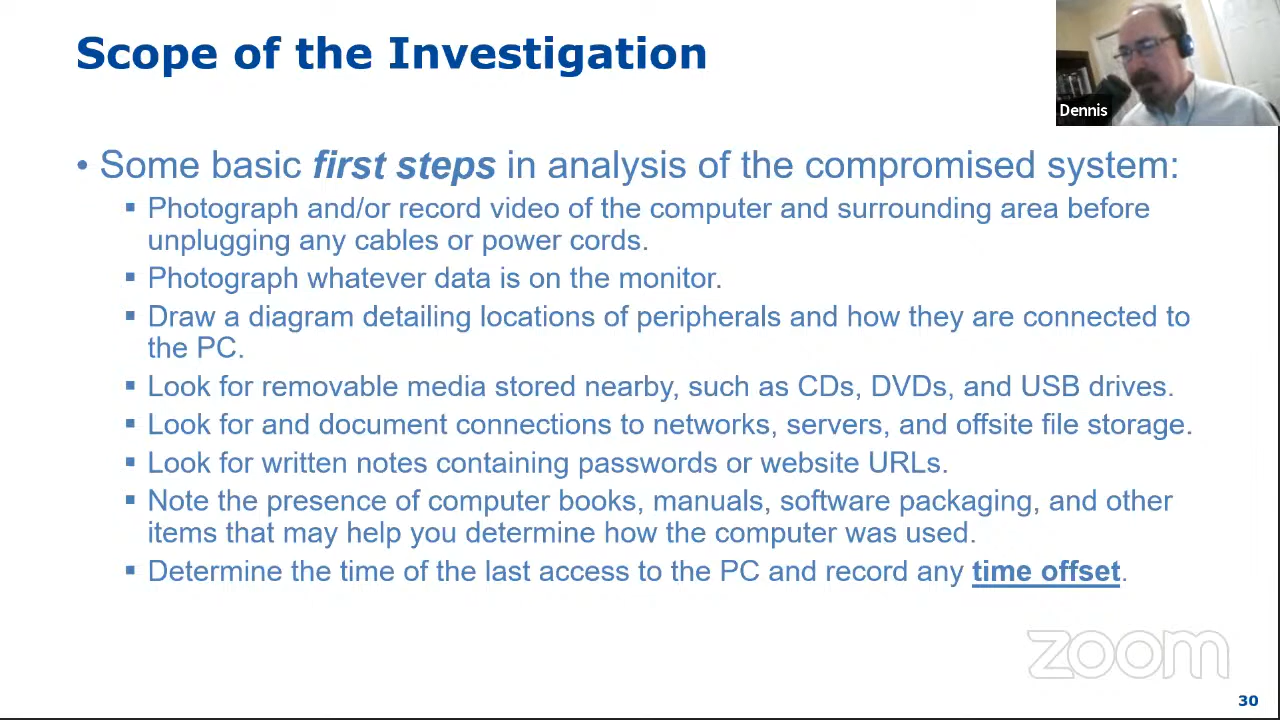 Scope of the Investigation
Dennis
• Some basic first steps in analysis of the compromised system:
▪ Photograph and/or record video of the computer and surrounding area before
unplugging any cables or power cords.
▪ Photograph whatever data is on the monitor.
▪ Draw a diagram detailing locations of peripherals and how they are connected to
the PC.
▪ Look for removable media stored nearby, such as CDs, DVDs, and USB drives.
▪ Look for and document connections to networks, servers, and offsite file storage.
▪ Look for written notes containing passwords or website URLs.
▪ Note the presence of computer books, manuals, software packaging, and other
items that may help you determine how the computer was used.
▪ Determine the time of the last access to the PC and record any time offset.
zoom
30